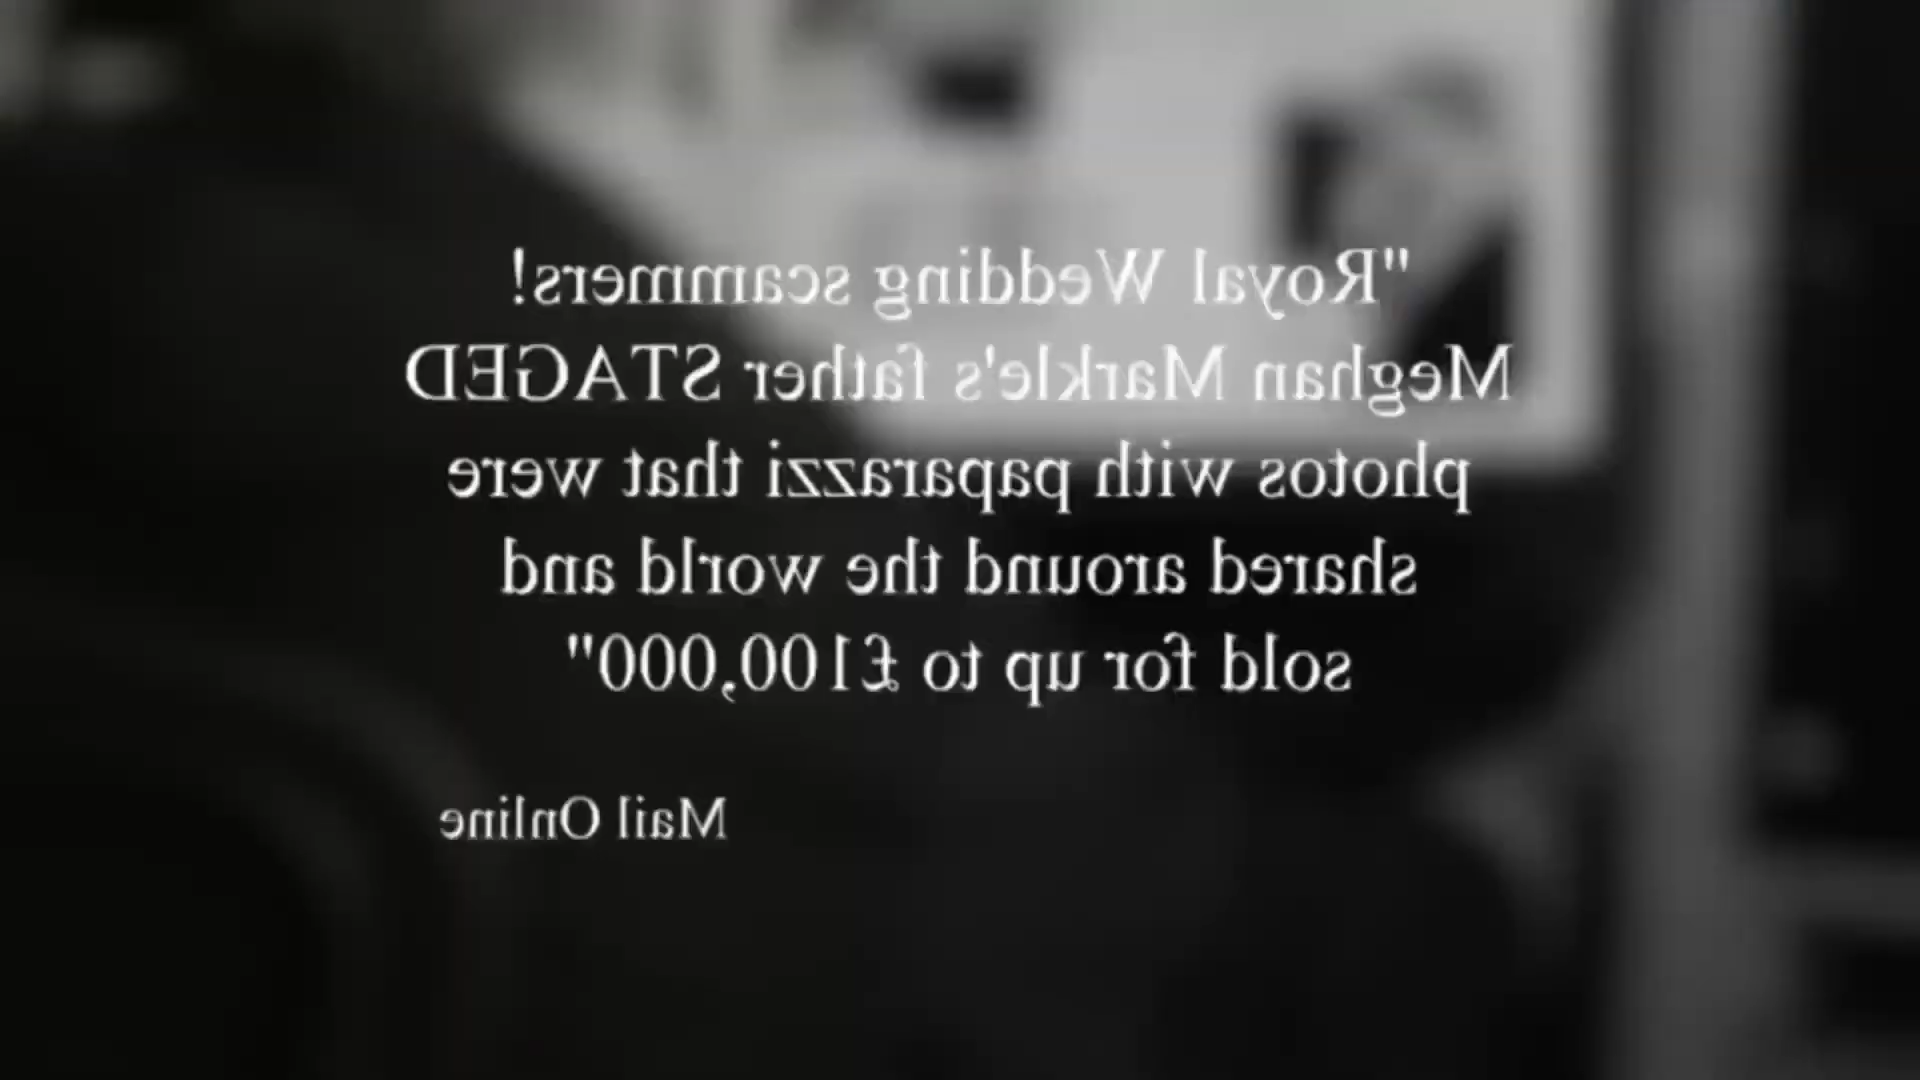 "Royal Wedding scammers!
Meghan Markle's father STAGED
photos with paparazzi that were
shared around the world and
sold for up to £100,000"
Mail Online